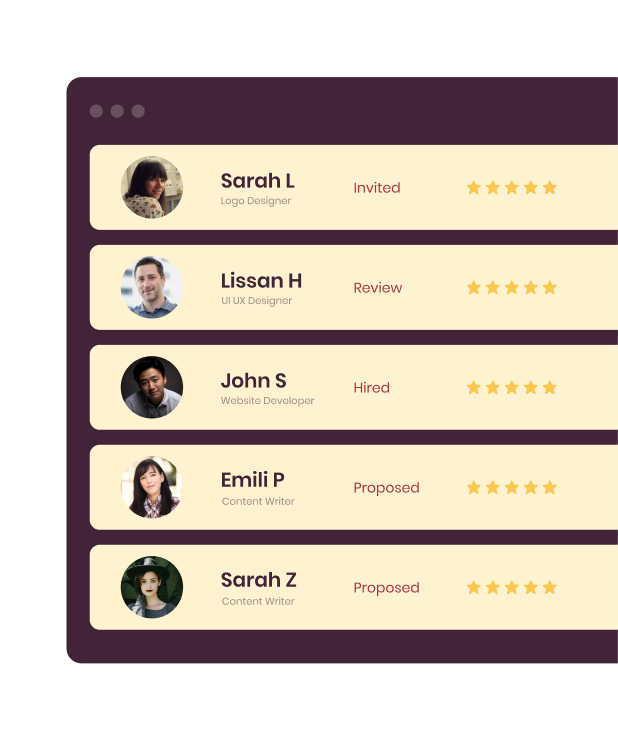 Sarah L
Logo Designer
Invited
Lissan H
UI UX Designer
Review
John S
Website Developer
Hired
Emili P
Content Writer
Proposed
Sarah Z
Content Writer
Proposed